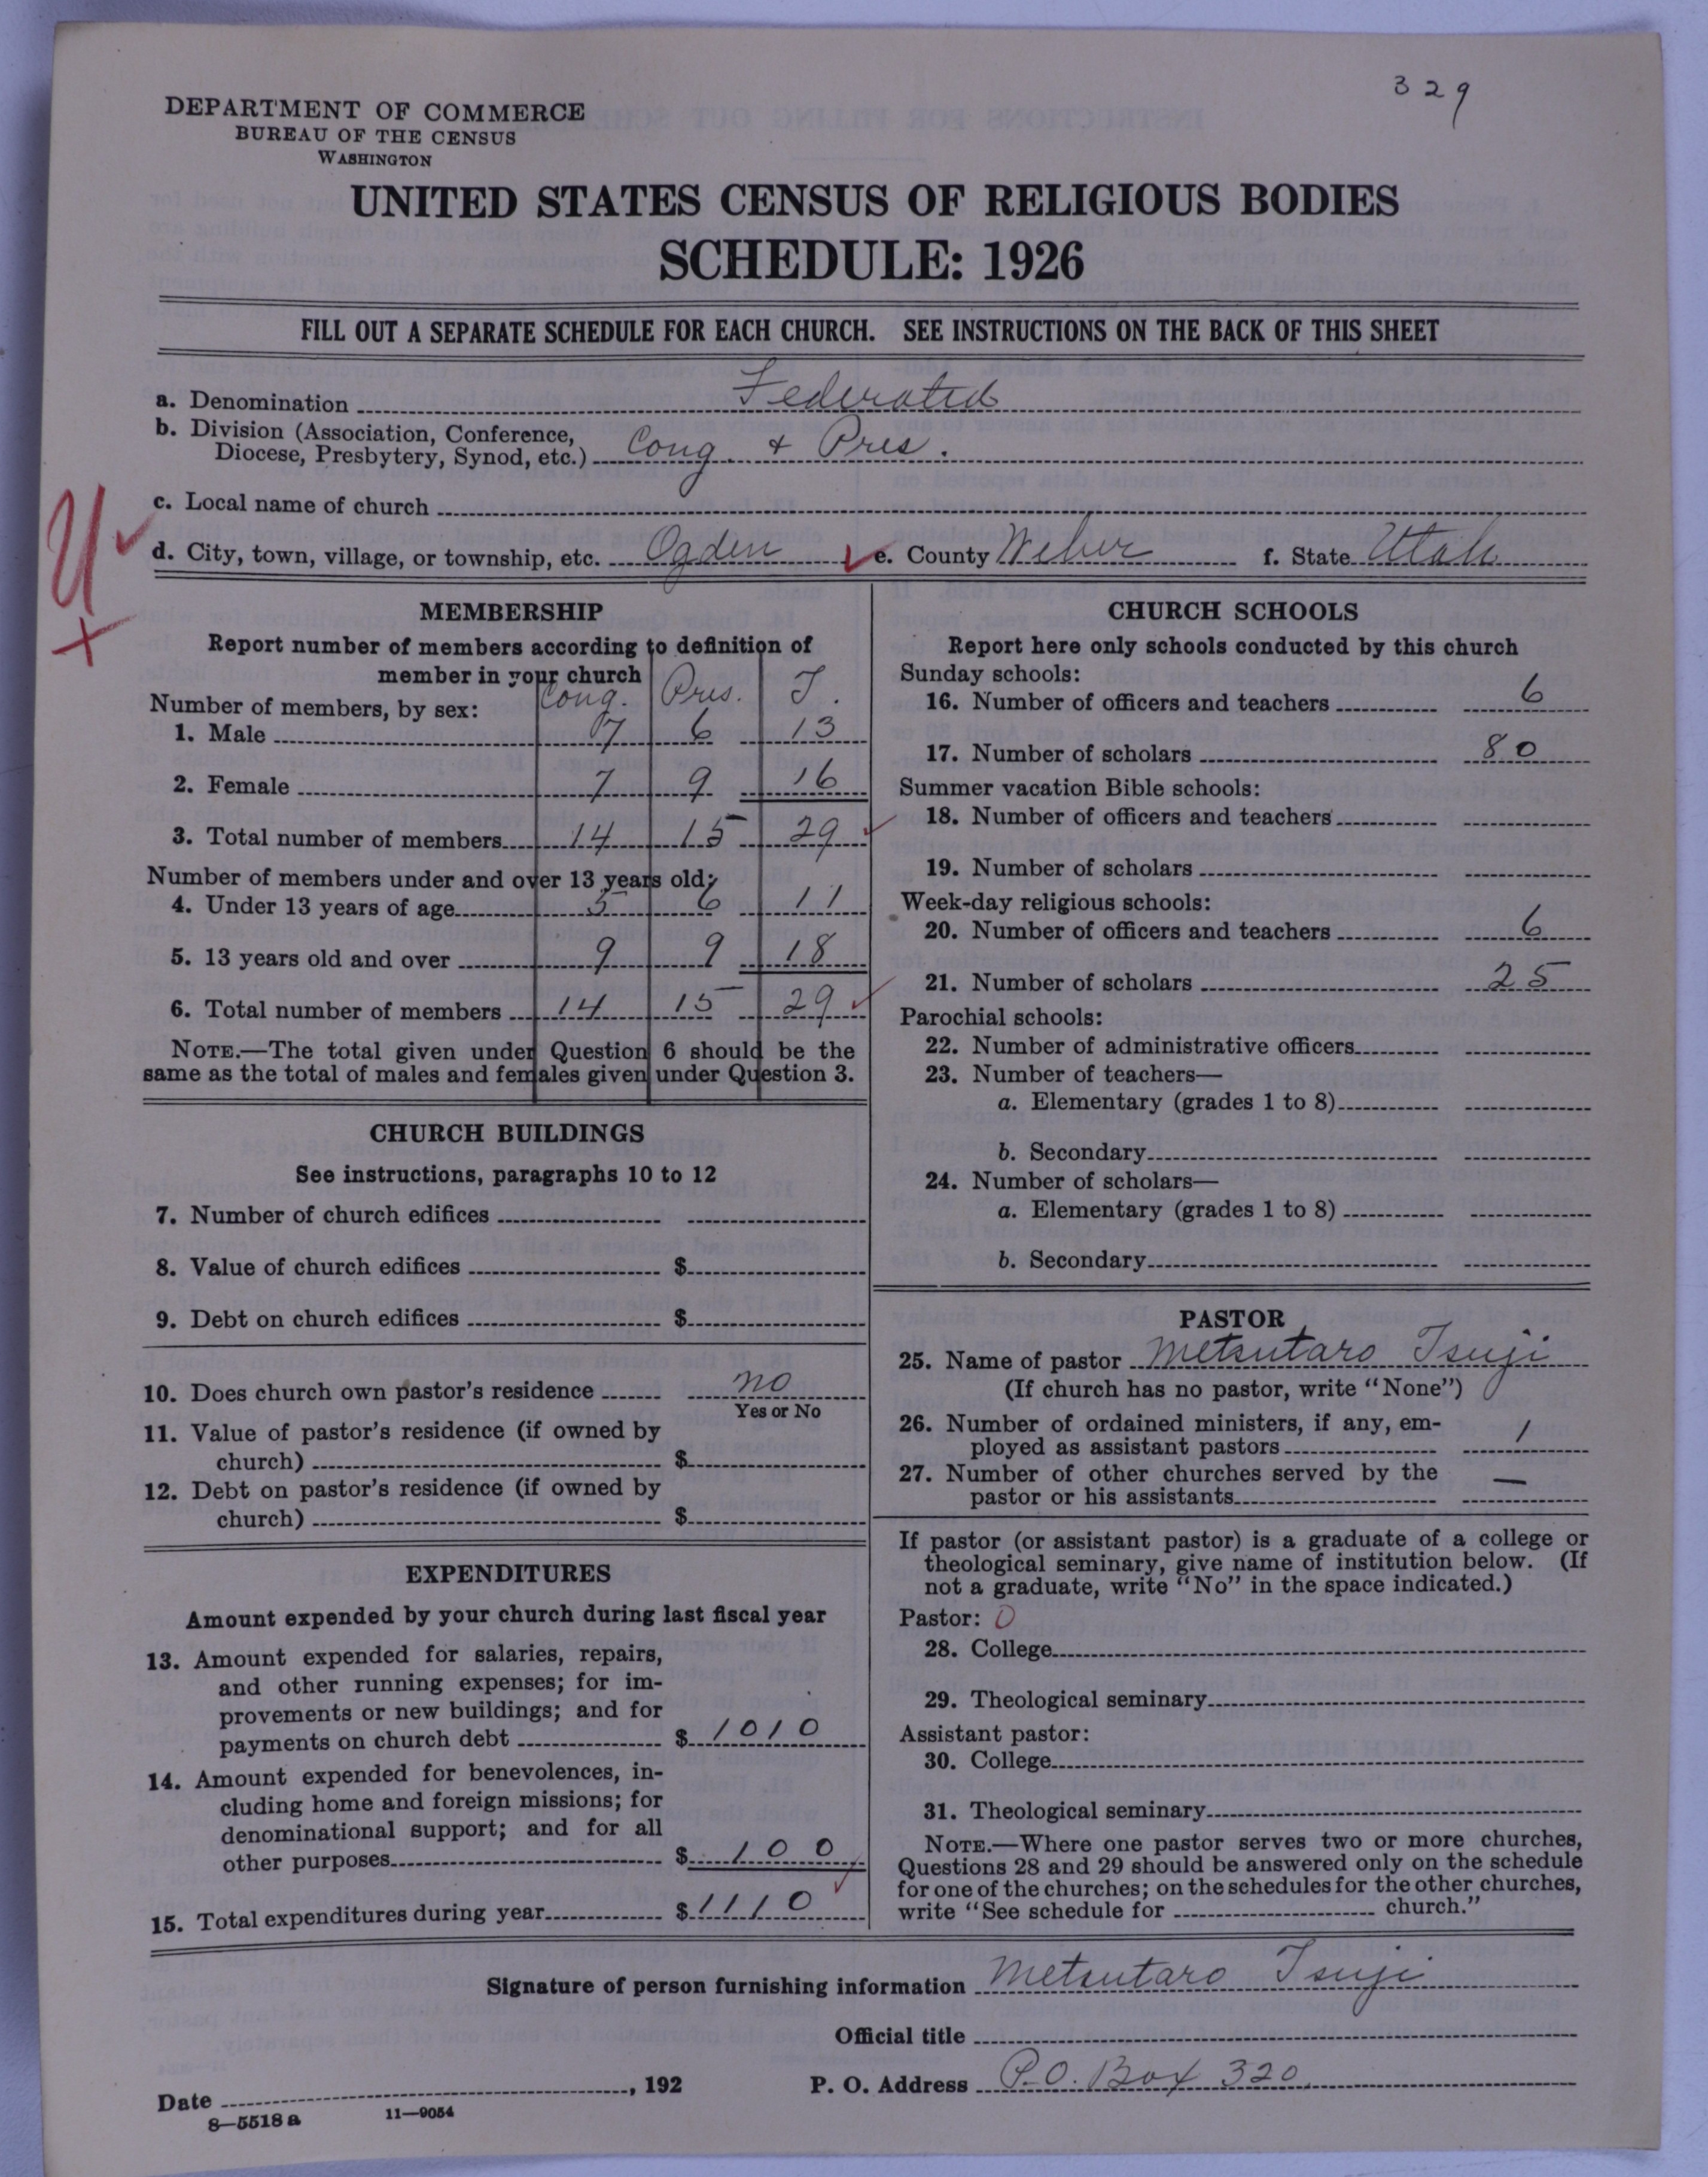 329
DEPARTMENT OF COMMERCE
BUREAU OF THE CENSUS
WASHINGTON
UNITED STATES CENSUS OF RELIGIOUS BODIES
SCHEDULE: 1926
FILL OUT A SEPARATE SCHEDULE FOR EACH CHURCH. SEE INSTRUCTIONS ON THE BACK OF THIS SHEET
a. Denomination Federated
b. Division (Association, Conference,
Diocese, Presbytery, Synod, etc.) Cong. + Pres.
c. Local name of church
d. City, town, village, or township, etc. Ogden e. County Weber f. State Utah
MEMBERSHIP
Report number of members according to definition of
member in your church
Number of members, by sex: Cong. Pres. T.
1. Male 7 6 13
2. Female 7 9 16
3. Total number of members 14 15 29
Number of members under and over 13 years old:
4. Under 13 years of age 5 6 11
5. 13 years old and over 9 9 18
6. Total number of members 14 15 29
NOTE.—The total given under Question 6 should be the
same as the total of males and females given under Question 3.
CHURCH BUILDINGS
See instructions, paragraphs 10 to 12
7. Number of church edifices
8. Value of church edifices $
9. Debt on church edifices $
10. Does church own pastor's residence no
Yes or No
11. Value of pastor's residence (if owned by
church) $
12. Debt on pastor's residence (if owned by
church) $
EXPENDITURES
Amount expended by your church during last fiscal year
13. Amount expended for salaries, repairs,
and other running expenses; for im-
provements or new buildings; and for
payments on church debt $ 1010
14. Amount expended for benevolences, in-
cluding home and foreign missions; for
denominational support; and for all
other purposes $ 100
15. Total expenditures during year $ 1110
CHURCH SCHOOLS
Report here only schools conducted by this church
Sunday schools:
16. Number of officers and teachers 6
17. Number of scholars 80
Summer vacation Bible schools:
18. Number of officers and teachers
19. Number of scholars
Week-day religious schools:
20. Number of officers and teachers 6
21. Number of scholars 25
Parochial schools:
22. Number of administrative officers
23. Number of teachers—
a. Elementary (grades 1 to 8)
b. Secondary
24. Number of scholars—
a. Elementary (grades 1 to 8)
b. Secondary
PASTOR
25. Name of pastor Metsutaro Tsuji
(If church has no pastor, write "None")
26. Number of ordained ministers, if any, em-
ployed as assistant pastors 1
27. Number of other churches served by the
pastor or his assistants —
If pastor (or assistant pastor) is a graduate of a college or
theological seminary, give name of institution below. (If
not a graduate, write "No" in the space indicated.)
Pastor: 0
28. College
29. Theological seminary
Assistant pastor:
30. College
31. Theological seminary
NOTE.—Where one pastor serves two or more churches,
Questions 28 and 29 should be answered only on the schedule
for one of the churches; on the schedules for the other churches,
write "See schedule for church."
Signature of person furnishing information Metsutaro Tsuji
Official title
Date , 192 P. O. Address P.O. Box 320
8—5518 a 11—9054